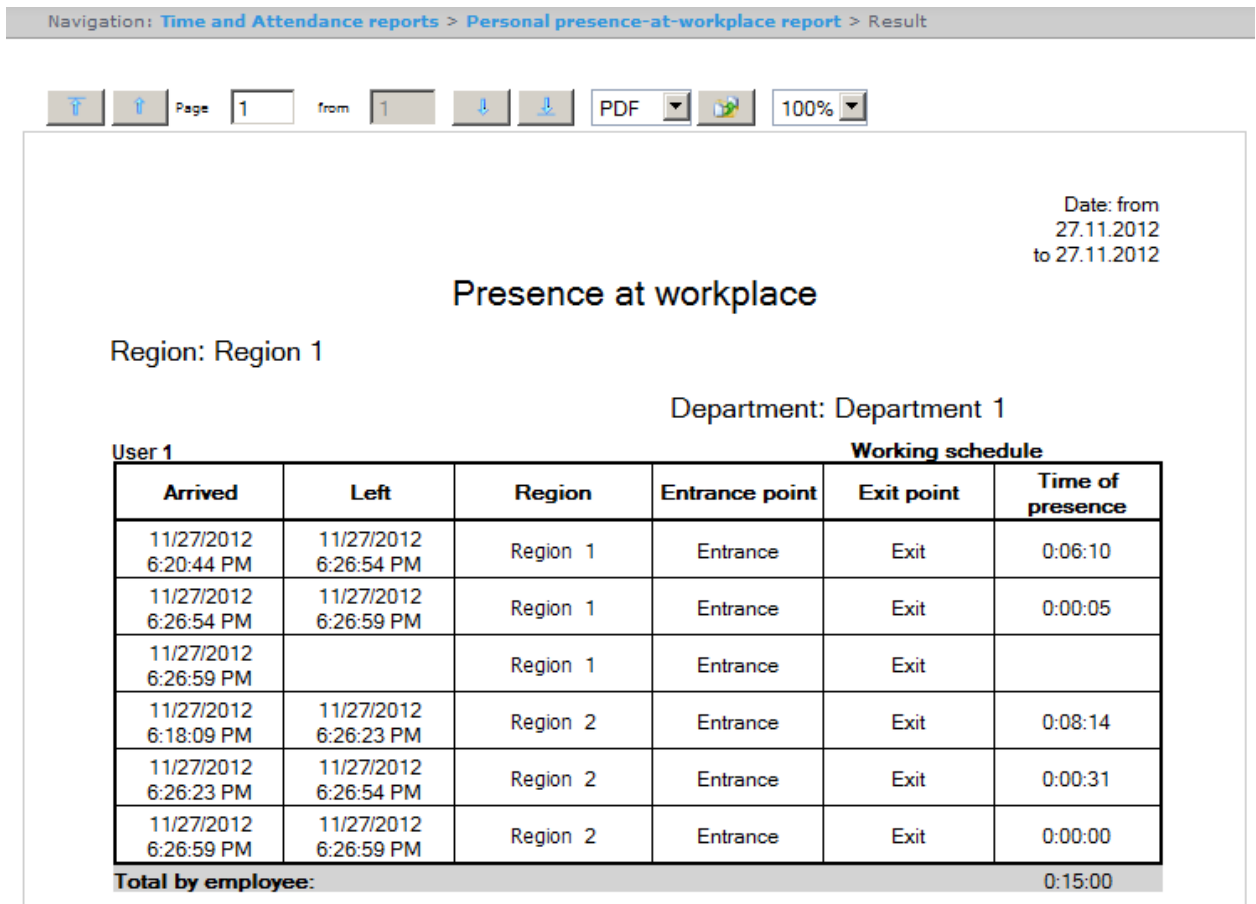 Navigation: Time and Attendance reports > Personal presence-at-workplace report > Result
Page 1 from 1 PDF 100%
Date: from
27.11.2012
to 27.11.2012
Presence at workplace
Region: Region 1
Department: Department 1
User 1 Working schedule
Arrived Left Region Entrance point Exit point Time of presence
11/27/2012 6:20:44 PM 11/27/2012 6:26:54 PM Region 1 Entrance Exit 0:06:10
11/27/2012 6:26:54 PM 11/27/2012 6:26:59 PM Region 1 Entrance Exit 0:00:05
11/27/2012 6:26:59 PM Region 1 Entrance Exit
11/27/2012 6:18:09 PM 11/27/2012 6:26:23 PM Region 2 Entrance Exit 0:08:14
11/27/2012 6:26:23 PM 11/27/2012 6:26:54 PM Region 2 Entrance Exit 0:00:31
11/27/2012 6:26:59 PM 11/27/2012 6:26:59 PM Region 2 Entrance Exit 0:00:00
Total by employee: 0:15:00